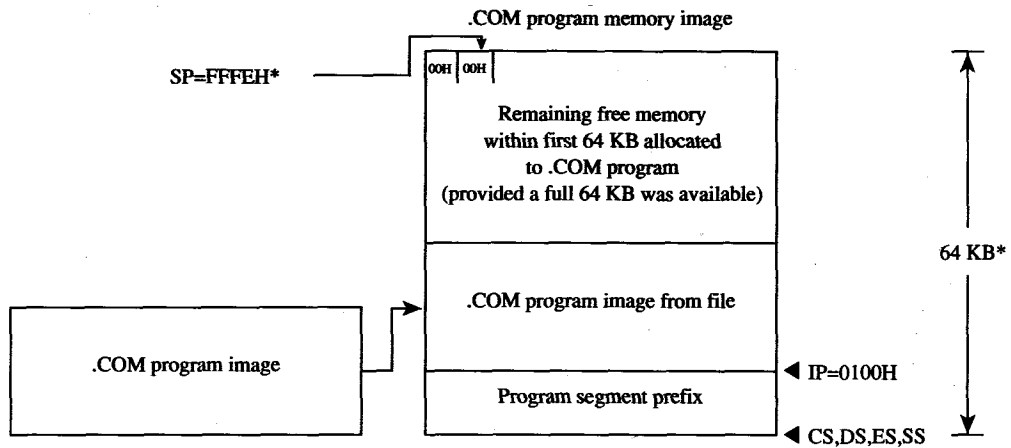 .COM program memory image
SP=FFFEH*
00H 00H
Remaining free memory
within first 64 KB allocated
to .COM program
(provided a full 64 KB was available)
64 KB*
.COM program image from file
.COM program image
IP=0100H
Program segment prefix
CS,DS,ES,SS